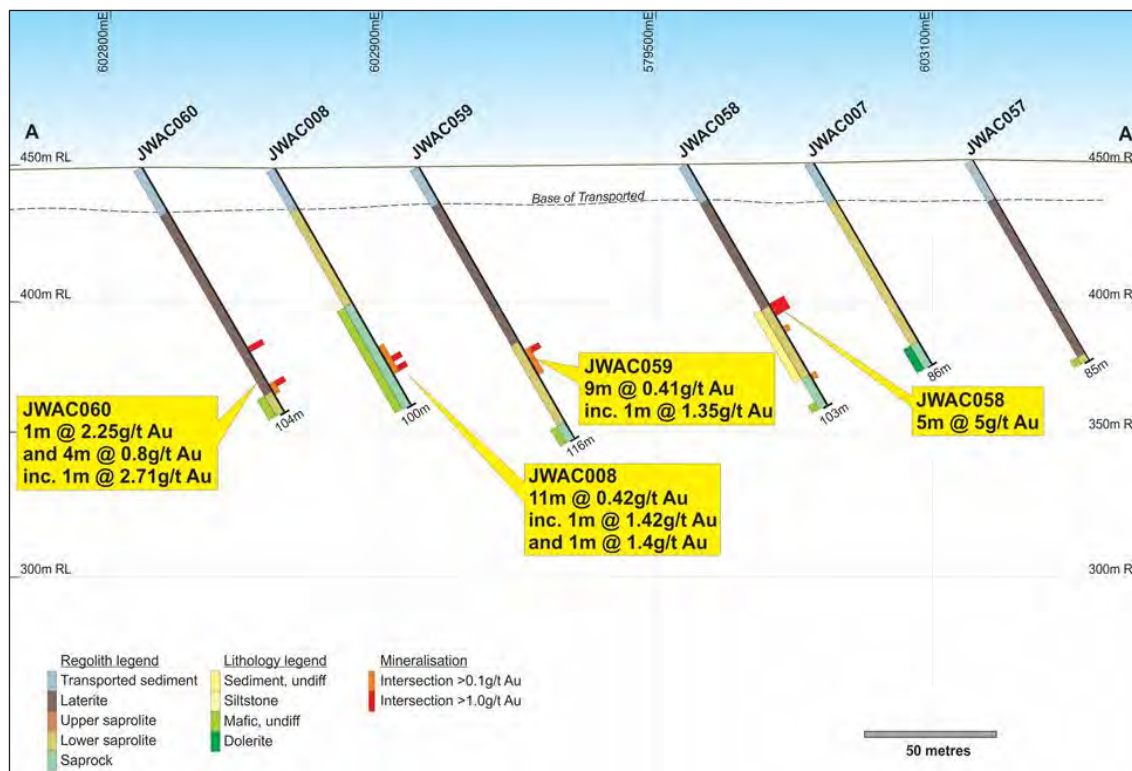 602800mE
602900mE
579500mE
603100mE
A
JWAC060
JWAC008
JWAC059
JWAC058
JWAC007
JWAC057
A
450m RL
450m RL
Base of Transported
400m RL
400m RL
350m RL
350m RL
104m
100m
116m
103m
86m
85m
JWAC060
1m @ 2.25g/t Au
and 4m @ 0.8g/t Au
inc. 1m @ 2.71g/t Au
JWAC008
11m @ 0.42g/t Au
inc. 1m @ 1.42g/t Au
and 1m @ 1.4g/t Au
JWAC059
9m @ 0.41g/t Au
inc. 1m @ 1.35g/t Au
JWAC058
5m @ 5g/t Au
300m RL
300m R
Regolith legend
Transported sediment
Laterite
Upper saprolite
Lower saprolite
Saprock
Lithology legend
Sediment, undiff
Siltstone
Mafic, undiff
Dolerite
Mineralisation
Intersection >0.1g/t Au
Intersection >1.0g/t Au
50 metres